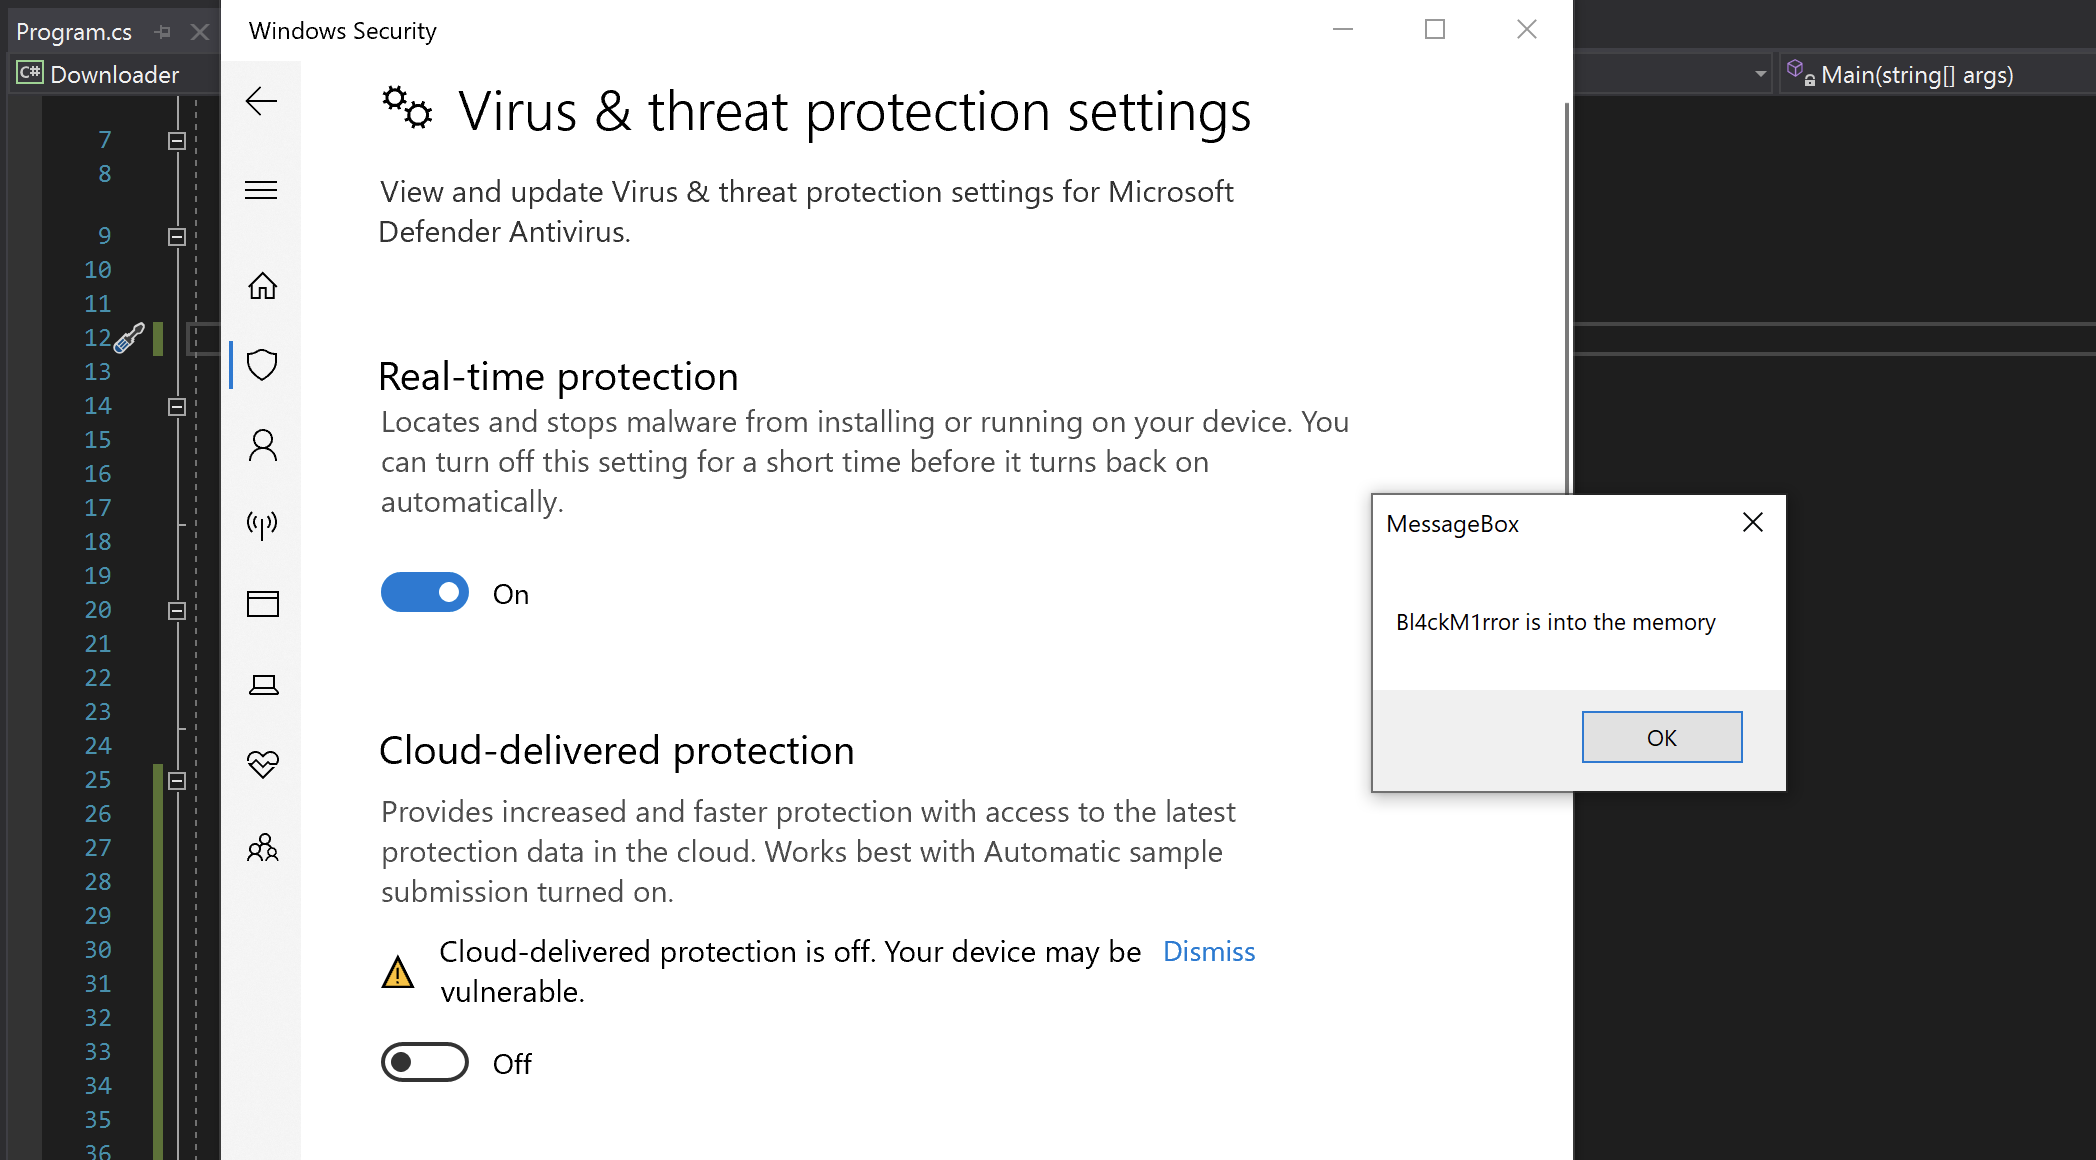 Program.cs
Windows Security
C# Downloader
Main(string[] args)
Virus & threat protection settings
View and update Virus & threat protection settings for Microsoft
Defender Antivirus.
Real-time protection
Locates and stops malware from installing or running on your device. You
can turn off this setting for a short time before it turns back on
automatically.
On
Cloud-delivered protection
Provides increased and faster protection with access to the latest
protection data in the cloud. Works best with Automatic sample
submission turned on.
Cloud-delivered protection is off. Your device may be Dismiss
vulnerable.
Off
MessageBox
Bl4ckM1rror is into the memory
OK
7
8
9
10
11
12
13
14
15
16
17
18
19
20
21
22
23
24
25
26
27
28
29
30
31
32
33
34
35
36